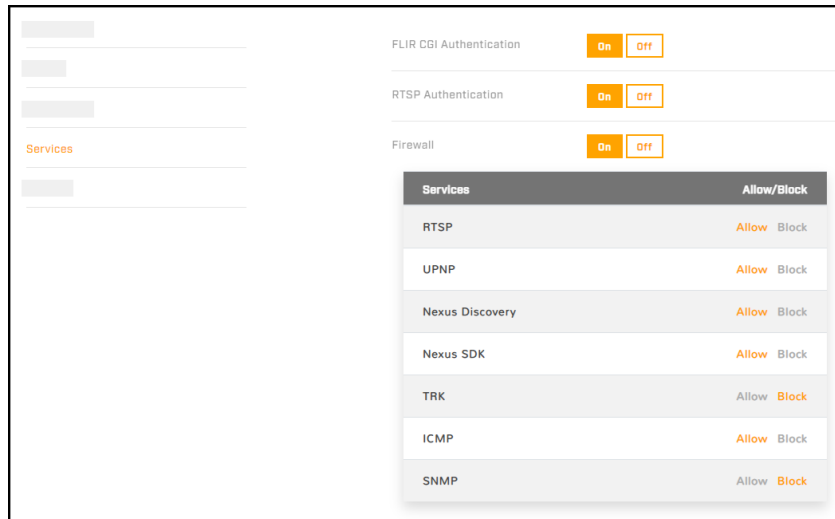 FLIR CGI Authentication On Off
RTSP Authentication On Off
Services
Firewall On Off
Services Allow/Block
RTSP Allow Block
UPNP Allow Block
Nexus Discovery Allow Block
Nexus SDK Allow Block
TRK Allow Block
ICMP Allow Block
SNMP Allow Block